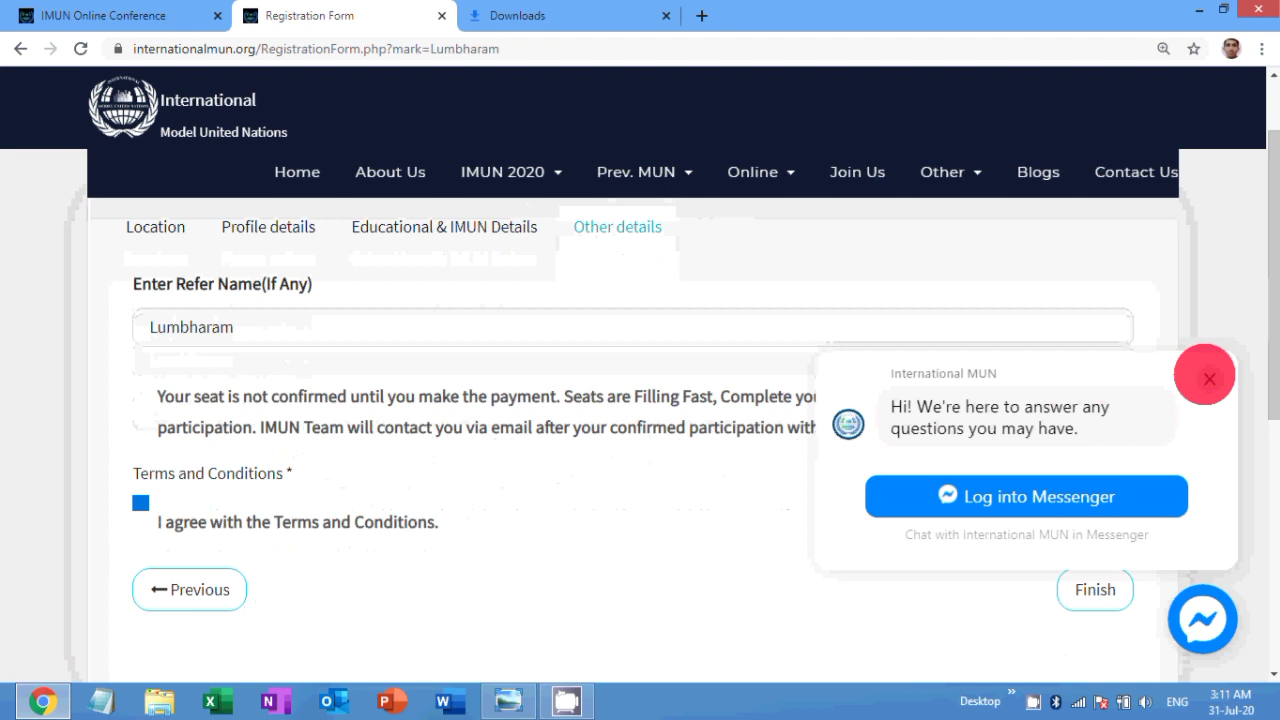 IMUN Online Conference
Registration Form
Downloads
internationalmun.org/RegistrationForm.php?mark=Lumbharam
International
Model United Nations
Home About Us IMUN 2020 Prev. MUN Online Join Us Other Blogs Contact Us
Location Profile details Educational & IMUN Details Other details
Enter Refer Name(If Any)
Lumbharam
Your seat is not confirmed until you make the payment. Seats are Filling Fast, Complete you
participation. IMUN Team will contact you via email after your confirmed participation with
Terms and Conditions *
I agree with the Terms and Conditions.
Previous
Finish
International MUN
Hi! We're here to answer any
questions you may have.
Log into Messenger
Chat with International MUN in Messenger
Desktop
ENG
3:11 AM
31-Jul-20